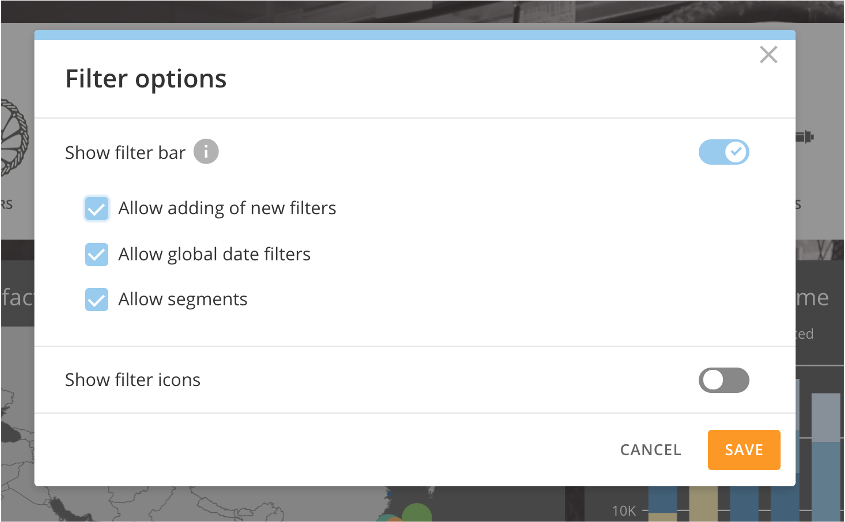 Filter options
Show filter bar
Allow adding of new filters
Allow global date filters
Allow segments
Show filter icons
CANCEL SAVE
10K